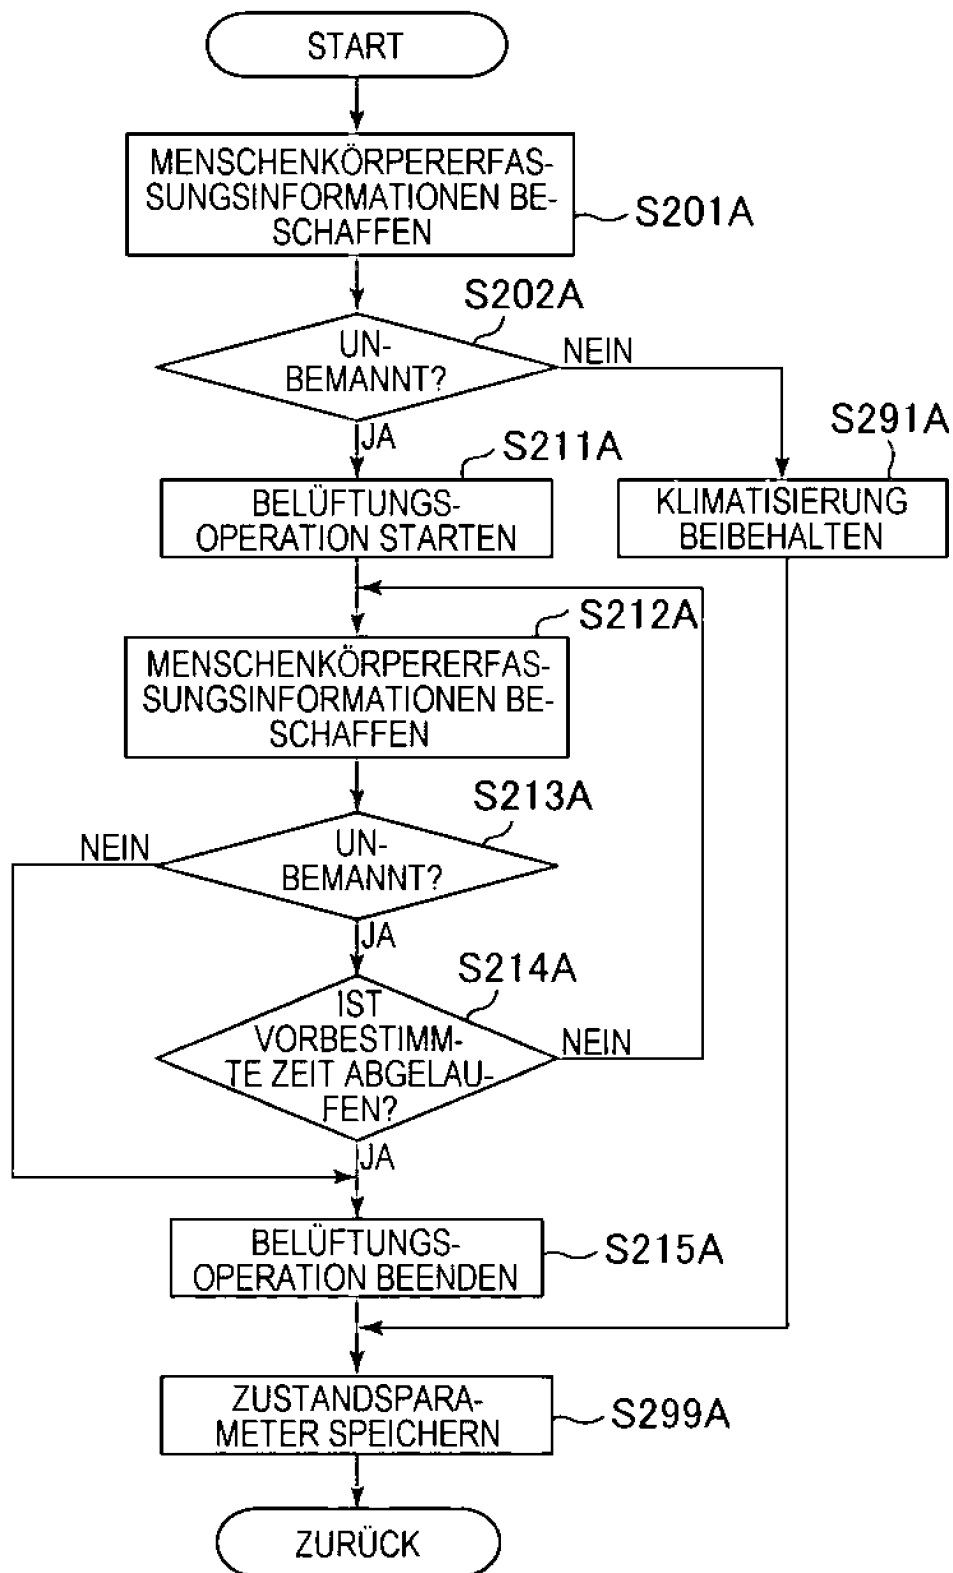 START
MENSCHENKÖRPERERFAS-
SUNGSINFORMATIONEN BE-
SCHAFFEN
S201A
S202A
UN-
BEMANNT?
NEIN
JA
S211A
S291A
BELÜFTUNGS-
OPERATION STARTEN
KLIMATISIERUNG
BEIBEHALTEN
S212A
MENSCHENKÖRPERERFAS-
SUNGSINFORMATIONEN BE-
SCHAFFEN
S213A
NEIN
UN-
BEMANNT?
JA
S214A
IST
VORBESTIMM-
TE ZEIT ABGELAU-
FEN?
NEIN
JA
BELÜFTUNGS-
OPERATION BEENDEN
S215A
ZUSTANDSPARA-
METER SPEICHERN
S299A
ZURÜCK